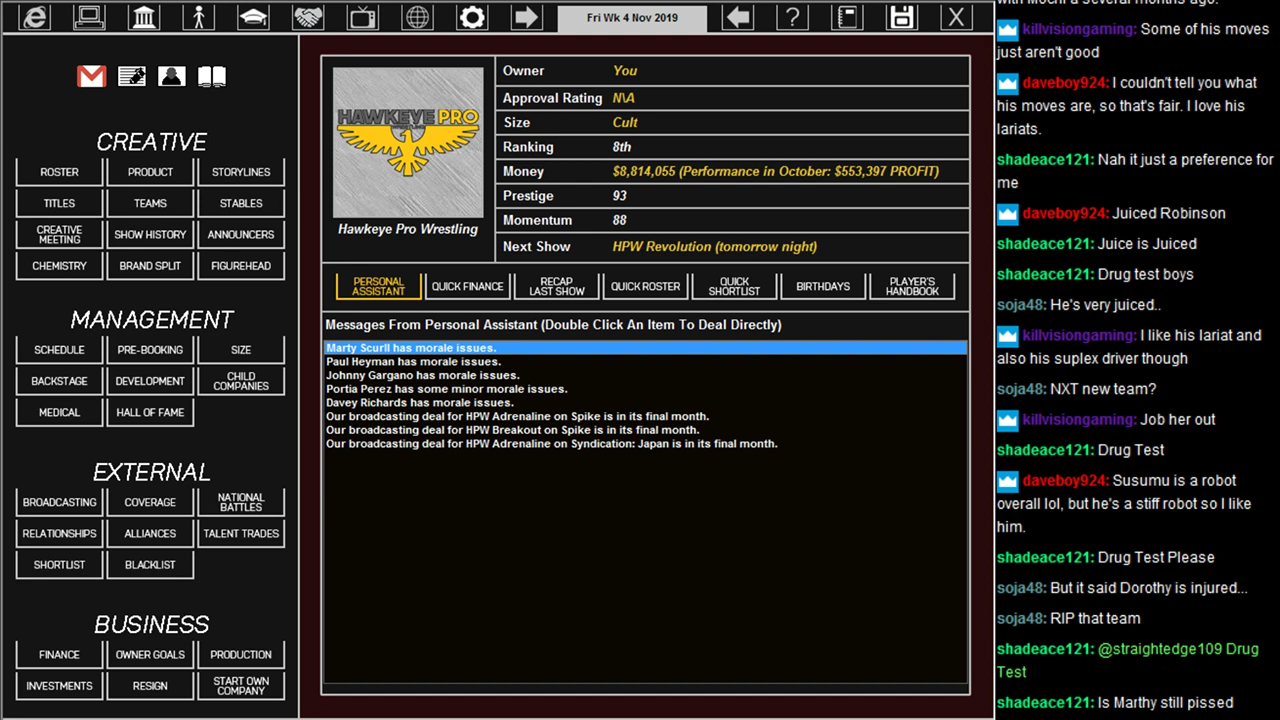 Fri Wk 4 Nov 2019
CREATIVE
ROSTER
PRODUCT
STORYLINES
TITLES
TEAMS
STABLES
CREATIVE
MEETING
SHOW HISTORY
ANNOUNCERS
CHEMISTRY
BRAND SPLIT
FIGUREHEAD
MANAGEMENT
SCHEDULE
PRE-BOOKING
SIZE
BACKSTAGE
DEVELOPMENT
CHILD
COMPANIES
MEDICAL
HALL OF FAME
EXTERNAL
BROADCASTING
COVERAGE
NATIONAL
BATTLES
RELATIONSHIPS
ALLIANCES
TALENT TRADES
SHORTLIST
BLACKLIST
BUSINESS
FINANCE
OWNER GOALS
PRODUCTION
INVESTMENTS
RESIGN
START OWN
COMPANY
HAWKEYE PRO
Hawkeye Pro Wrestling
Owner You
Approval Rating N\A
Size Cult
Ranking 8th
Money $8,814,055 (Performance in October: $553,397 PROFIT)
Prestige 93
Momentum 88
Next Show HPW Revolution (tomorrow night)
PERSONAL
ASSISTANT
QUICK FINANCE
RECAP
LAST SHOW
QUICK ROSTER
QUICK
SHORTLIST
BIRTHDAYS
PLAYER'S
HANDBOOK
Messages From Personal Assistant (Double Click An Item To Deal Directly)
Marty Scurll has morale issues.
Paul Heyman has morale issues.
Johnny Gargano has morale issues.
Portia Perez has some minor morale issues.
Davey Richards has morale issues.
Our broadcasting deal for HPW Adrenaline on Spike is in its final month.
Our broadcasting deal for HPW Breakout on Spike is in its final month.
Our broadcasting deal for HPW Adrenaline on Syndication: Japan is in its final month.
with Mochi a several months ago.
killvisiongaming: Some of his moves
just aren't good
daveboy924: I couldn't tell you what
his moves are, so that's fair. I love his
lariats.
shadeace121: Nah it just a preference for
me
daveboy924: Juiced Robinson
shadeace121: Juice is Juiced
shadeace121: Drug test boys
soja48: He's very juiced..
killvisiongaming: I like his lariat and
also his suplex driver though
soja48: NXT new team?
killvisiongaming: Job her out
shadeace121: Drug Test
daveboy924: Susumu is a robot
overall lol, but he's a stiff robot so I like
him.
shadeace121: Drug Test Please
soja48: But it said Dorothy is injured...
soja48: RIP that team
shadeace121: @straightedge109 Drug
Test
shadeace121: Is Marthy still pissed